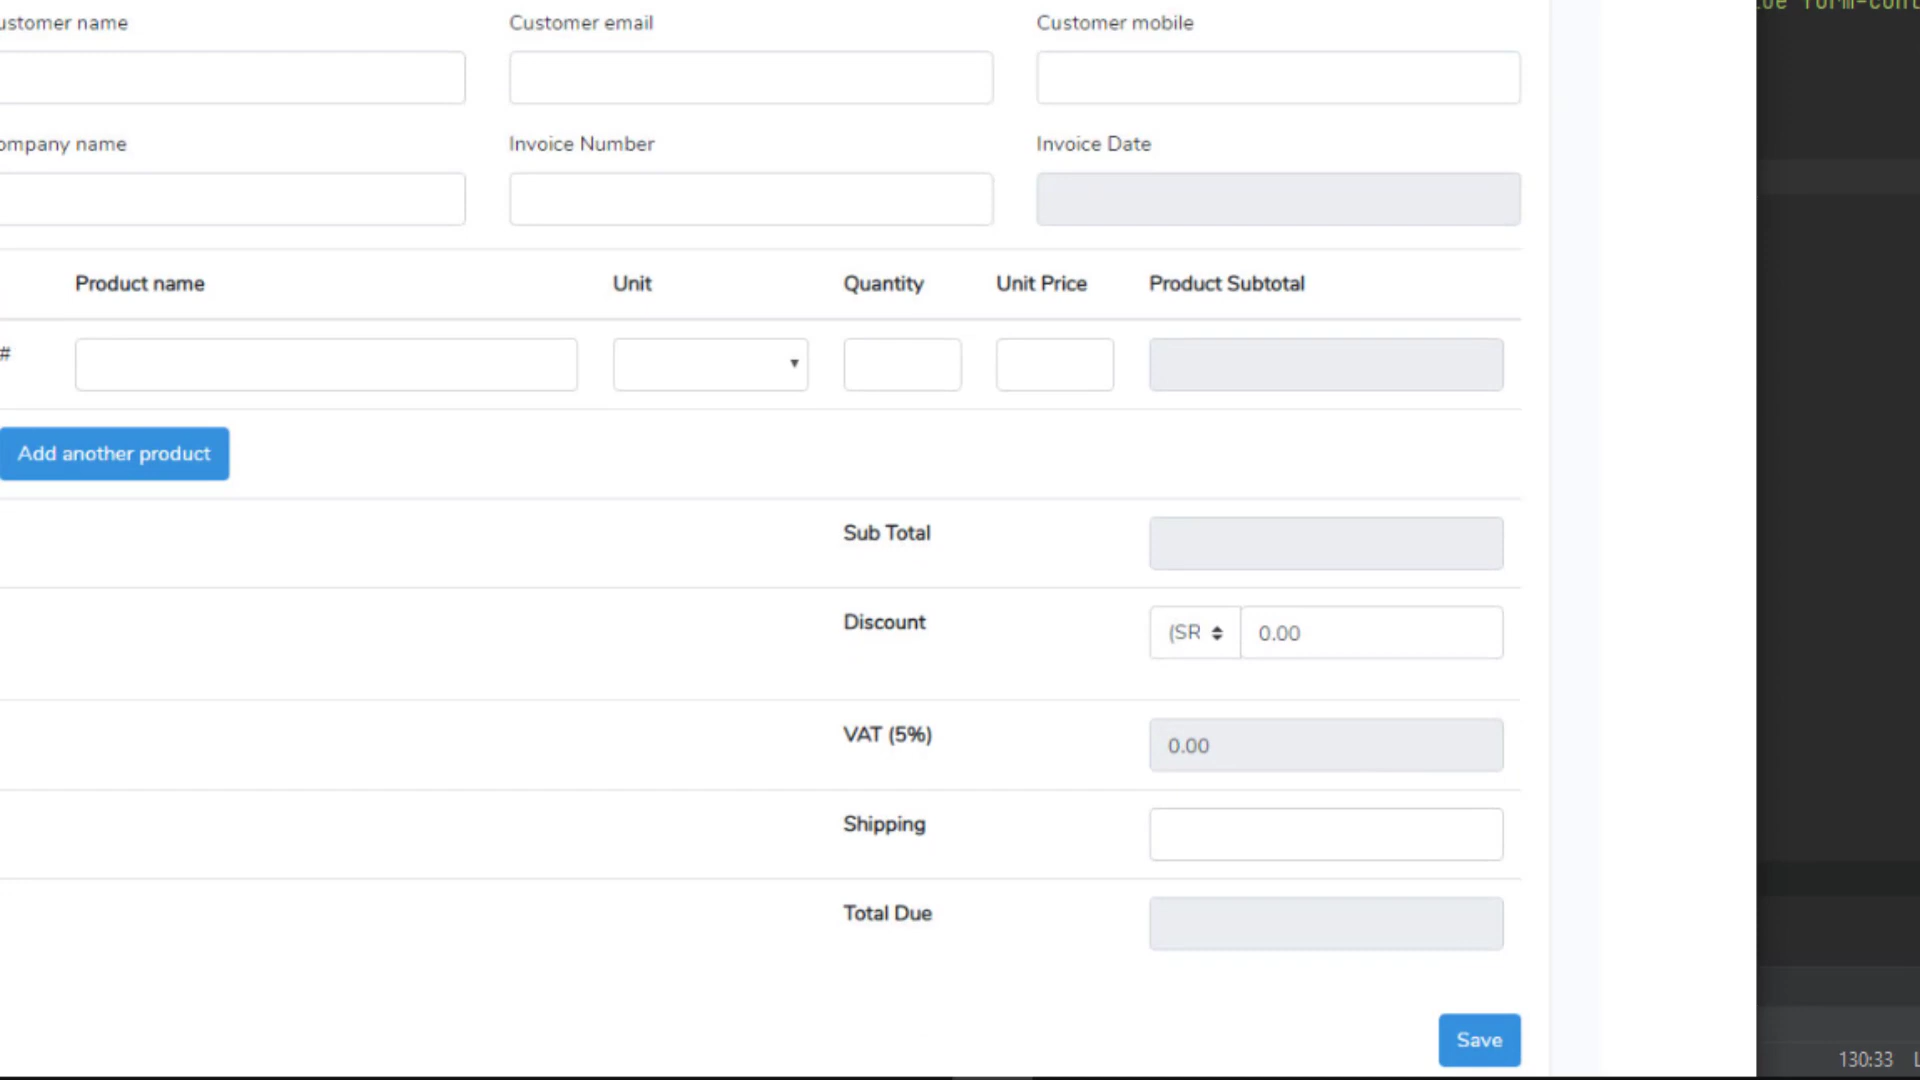 ustomer name Customer email Customer mobile
ompany name Invoice Number Invoice Date
Product name Unit Quantity Unit Price Product Subtotal
#
Add another product
Sub Total
Discount (SR 0.00
VAT (5%) 0.00
Shipping
Total Due
Save
130:33